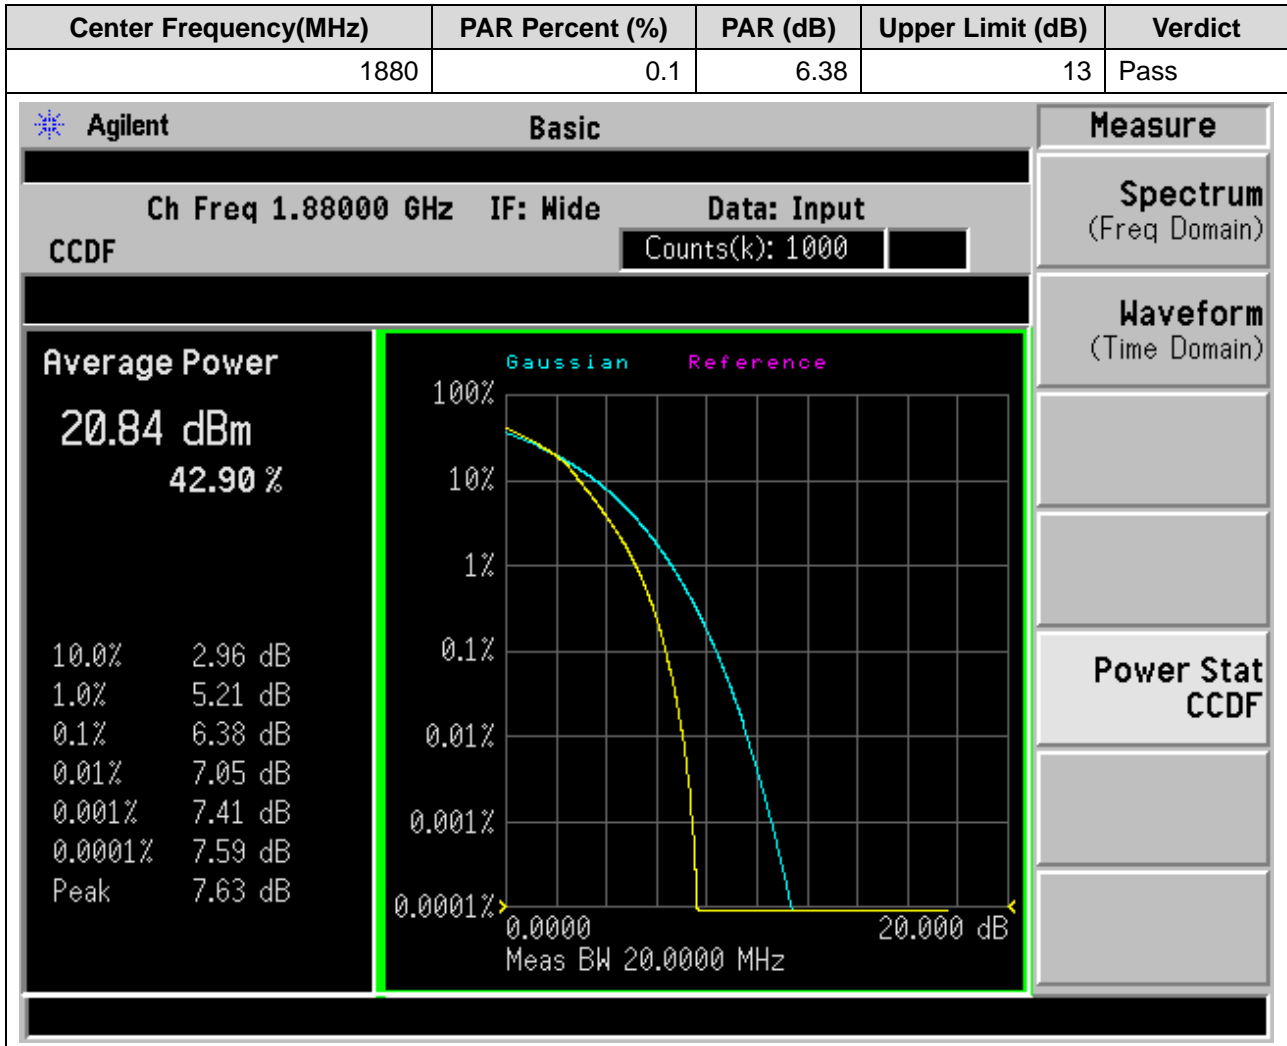 Center Frequency(MHz) PAR Percent (%) PAR (dB) Upper Limit (dB) Verdict
1880 0.1 6.38 13 Pass
Agilent Basic Measure
Ch Freq 1.88000 GHz IF: Wide Data: Input
CCDF Counts(k): 1000
Spectrum
(Freq Domain)
Waveform
(Time Domain)
Power Stat
CCDF
Average Power
20.84 dBm
42.90 %
10.0% 2.96 dB
1.0% 5.21 dB
0.1% 6.38 dB
0.01% 7.05 dB
0.001% 7.41 dB
0.0001% 7.59 dB
Peak 7.63 dB
Gaussian Reference
100%
10%
1%
0.1%
0.01%
0.001%
0.0001%
0.0000 20.000 dB
Meas BW 20.0000 MHz